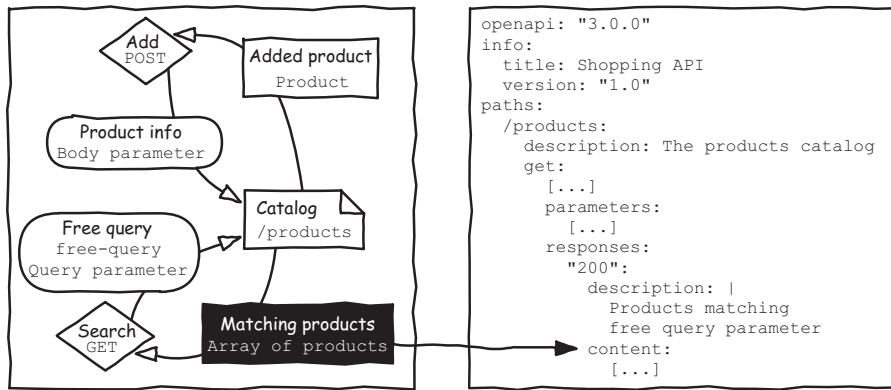 Add
POST
Added product
Product
Product info
Body parameter
Catalog
/products
Free query
free-query
Query parameter
Search
GET
Matching products
Array of products
openapi: "3.0.0"
info:
  title: Shopping API
  version: "1.0"
paths:
  /products:
    description: The products catalog
    get:
      [...]
      parameters:
        [...]
      responses:
        "200":
          description: |
            Products matching
            free query parameter
          content:
            [...]